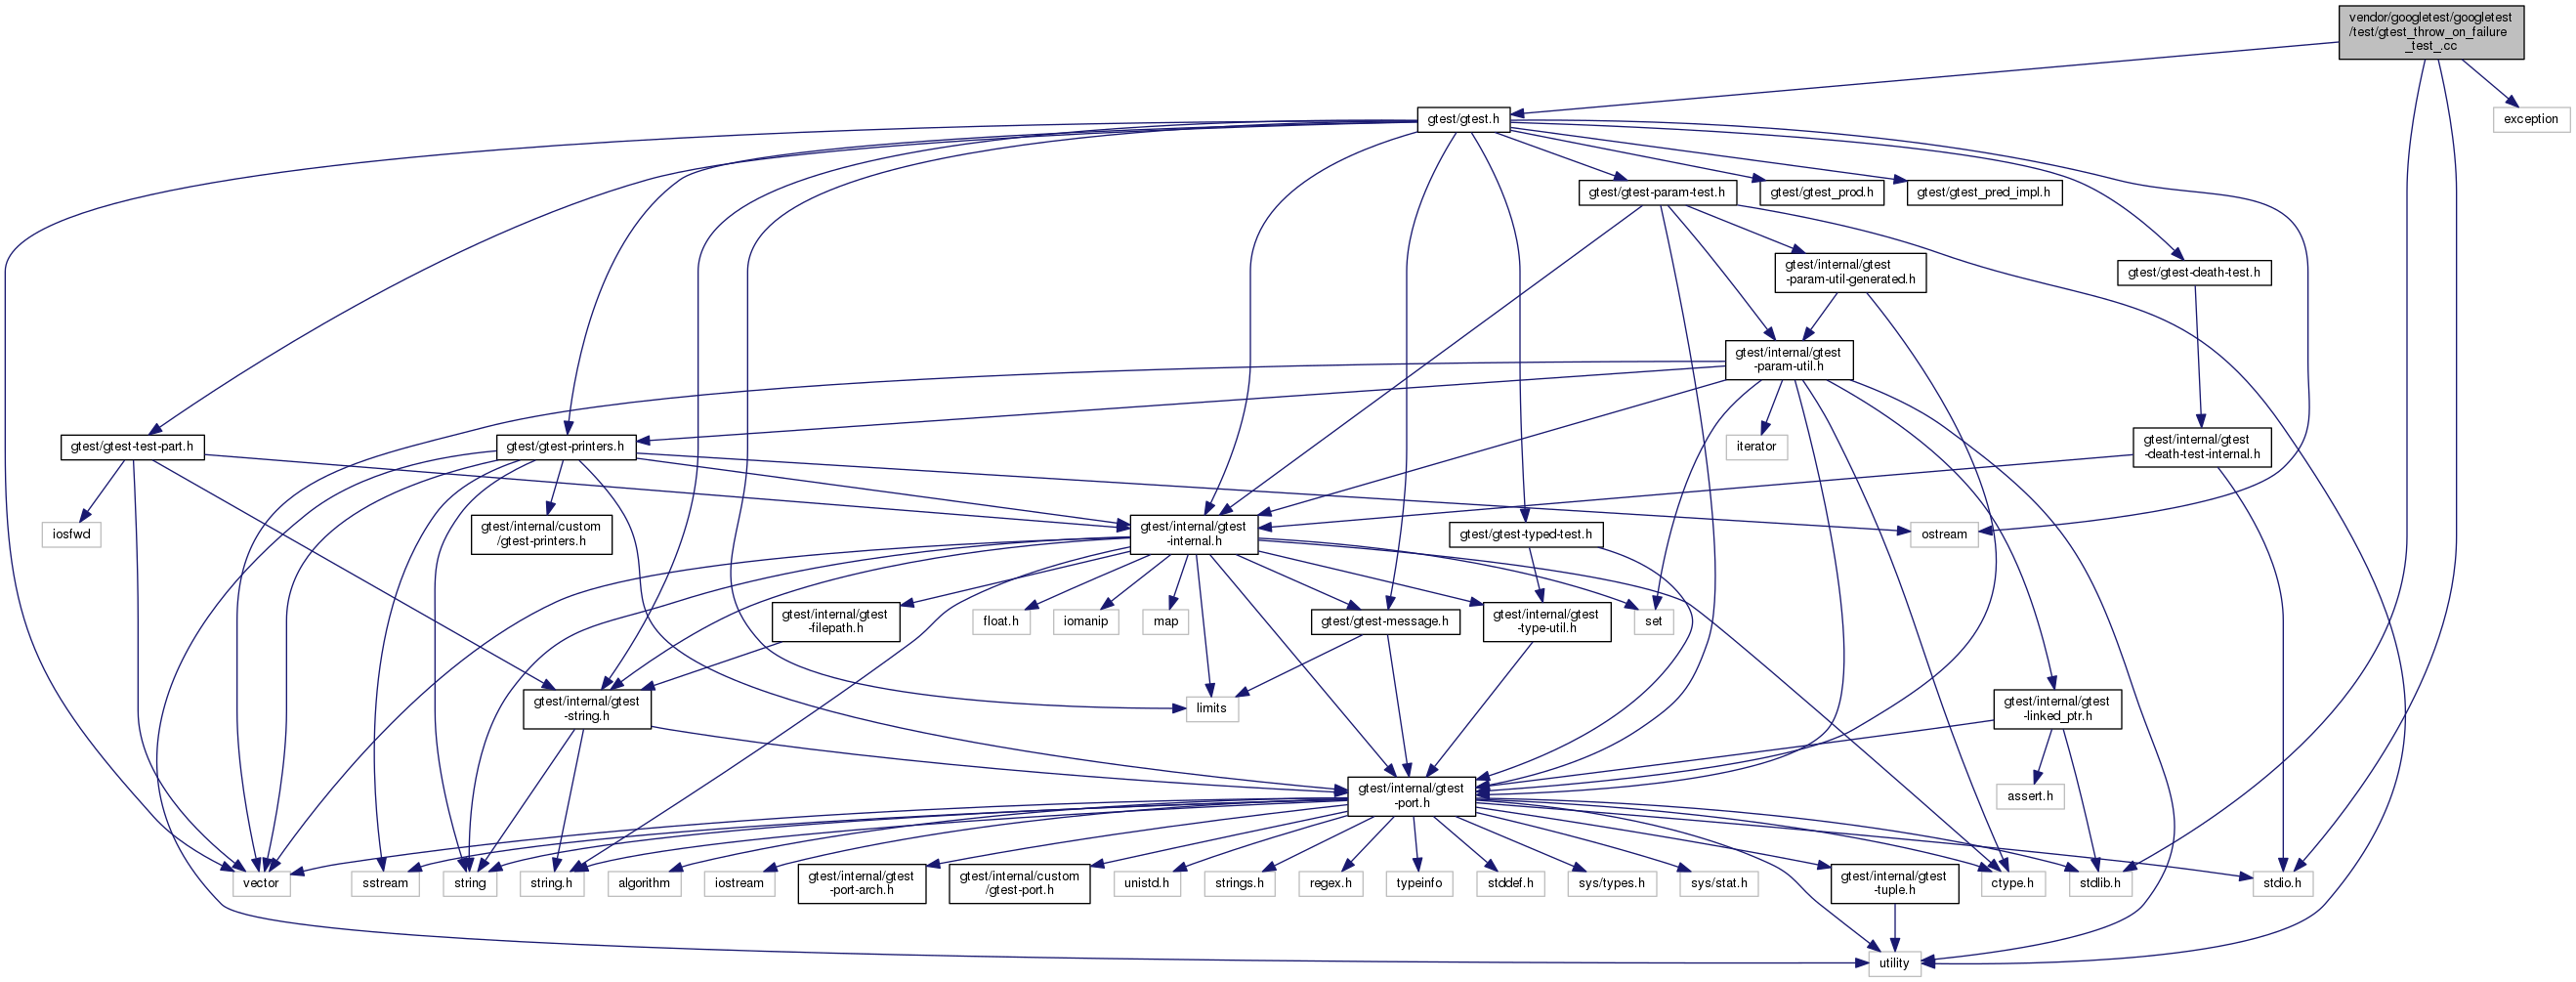 vendor/googletest/googletest
/test/gtest_throw_on_failure
_test_.cc
gtest/gtest.h
exception
gtest/gtest-param-test.h
gtest/gtest_prod.h
gtest/gtest_pred_impl.h
gtest/internal/gtest
-param-util-generated.h
gtest/gtest-death-test.h
gtest/internal/gtest
-param-util.h
gtest/gtest-test-part.h
gtest/gtest-printers.h
iterator
gtest/internal/gtest
-death-test-internal.h
iosfwd
gtest/internal/custom
/gtest-printers.h
gtest/internal/gtest
-internal.h
gtest/gtest-typed-test.h
ostream
gtest/internal/gtest
-filepath.h
float.h
iomanip
map
gtest/gtest-message.h
gtest/internal/gtest
-type-util.h
set
gtest/internal/gtest
-string.h
limits
gtest/internal/gtest
-linked_ptr.h
gtest/internal/gtest
-port.h
assert.h
vector
sstream
string
string.h
algorithm
iostream
gtest/internal/gtest
-port-arch.h
gtest/internal/custom
/gtest-port.h
unistd.h
strings.h
regex.h
typeinfo
stddef.h
sys/types.h
sys/stat.h
gtest/internal/gtest
-tuple.h
ctype.h
stdlib.h
stdio.h
utility